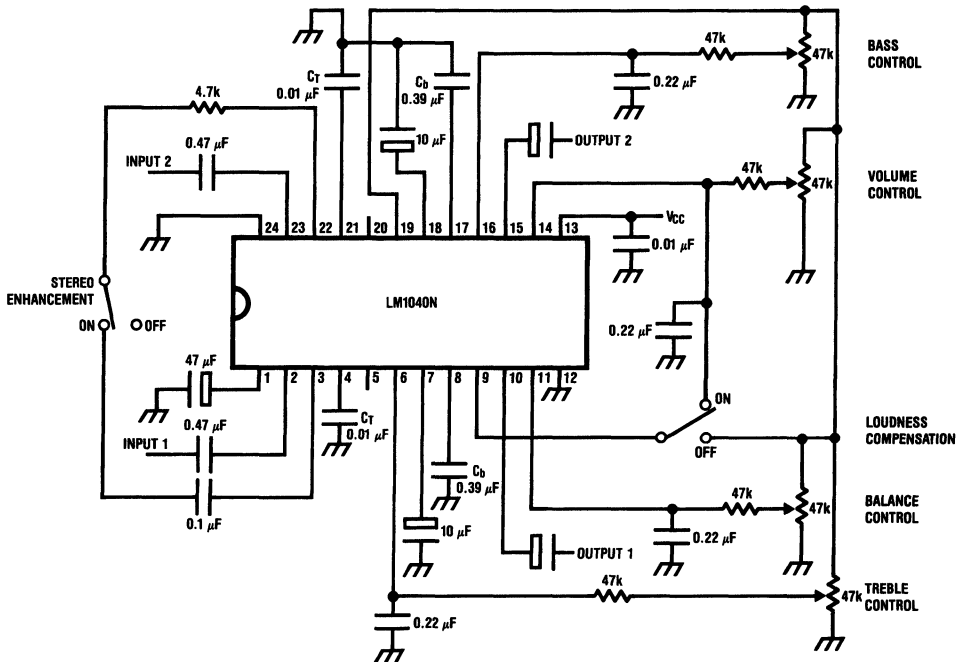 47k
47k
BASS CONTROL
C_T
0.01 µF
C_b
0.39 µF
0.22 µF
4.7k
10 µF
OUTPUT 2
0.47 µF
INPUT 2
47k
47k
VOLUME CONTROL
V_CC
0.01 µF
24 23 22 21 20 19 18 17 16 15 14 13
STEREO ENHANCEMENT
ON
OFF
LM1040N
0.22 µF
47 µF
1 2 3 4 5 6 7 8 9 10 11 12
ON
OFF
LOUDNESS COMPENSATION
C_T
0.01 µF
0.47 µF
INPUT 1
0.1 µF
C_b
0.39 µF
47k
47k
BALANCE CONTROL
10 µF
0.22 µF
OUTPUT 1
47k
47k
TREBLE CONTROL
0.22 µF